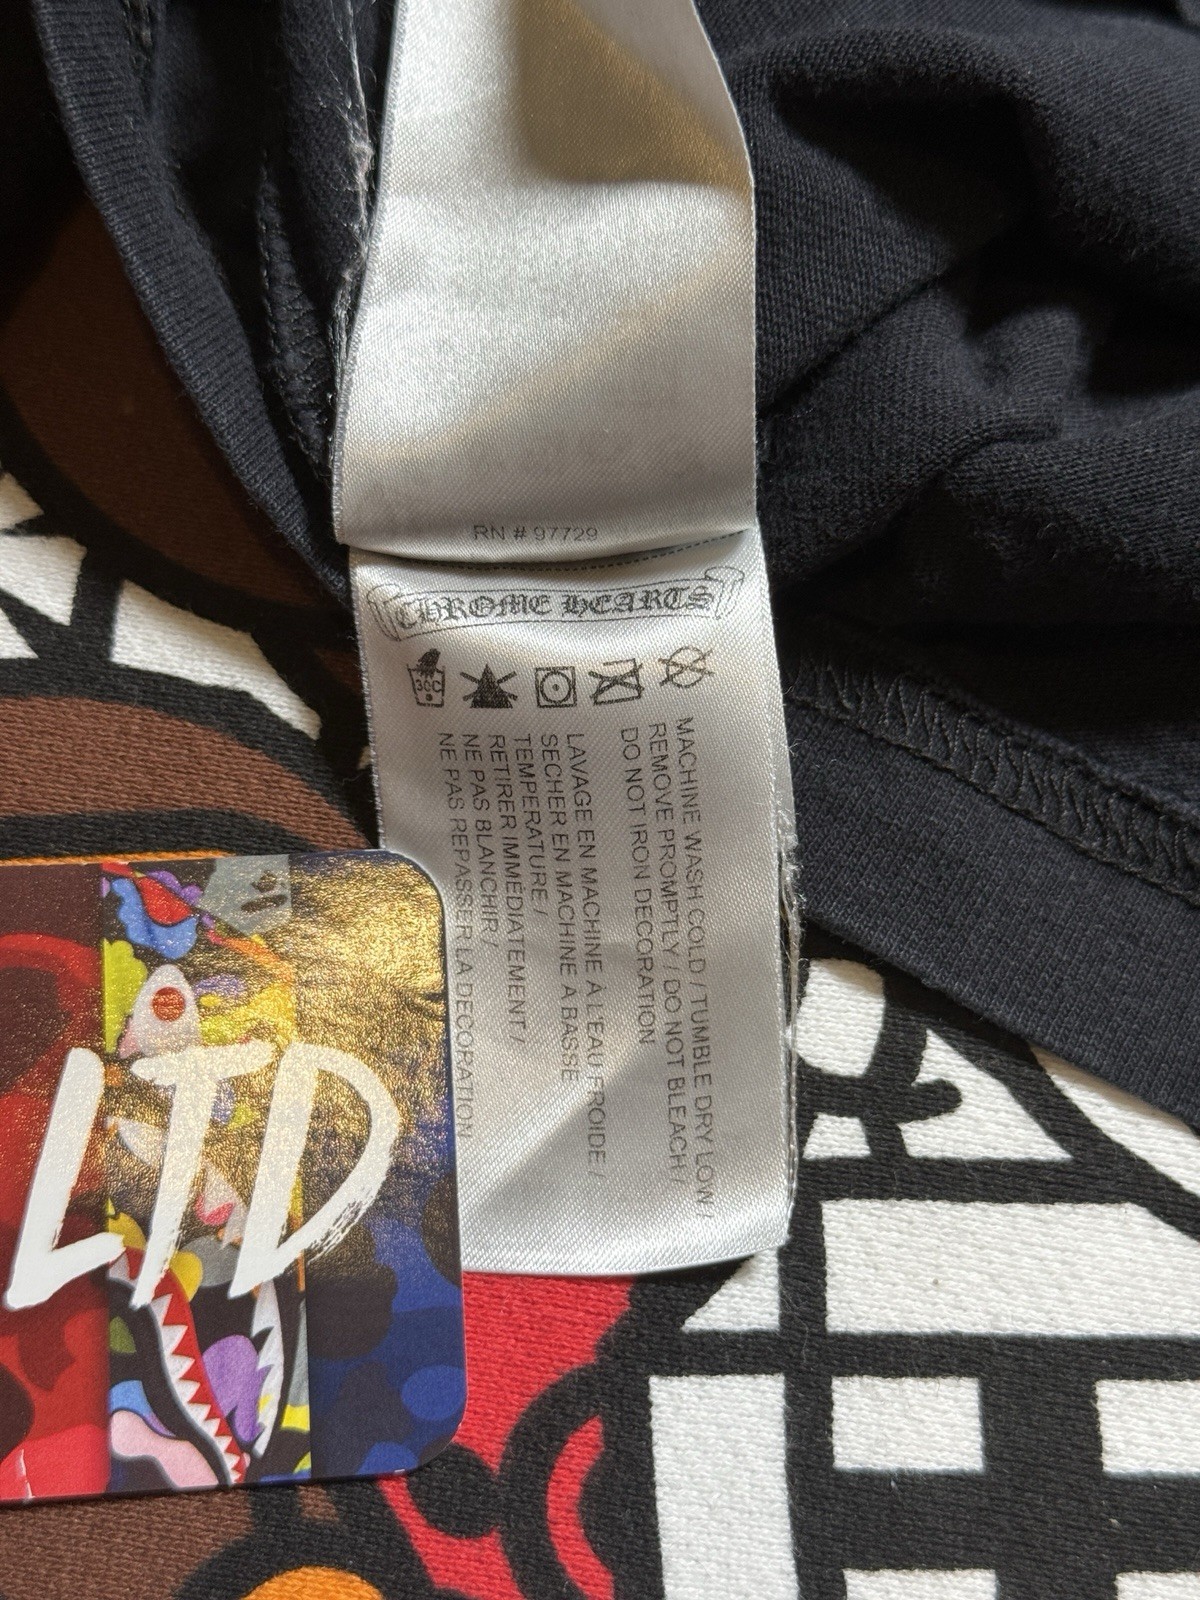 RN # 97729
CHROME HEARTS
30C
MACHINE WASH COLD / TUMBLE DRY LOW /
REMOVE PROMPTLY / DO NOT BLEACH /
DO NOT IRON DECORATION
LAVAGE EN MACHINE À L'EAU FROIDE /
SECHER EN MACHINE A BASSE
TEMPERATURE /
RETIRER IMMÉDIATEMENT /
NE PAS BLANCHIR /
NE PAS REPASSER LA DECORATION
LTD